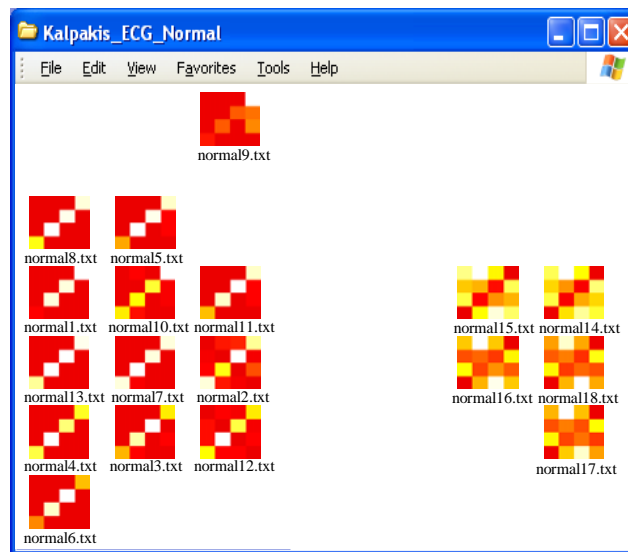 Kalpakis_ECG_Normal
File Edit View Favorites Tools Help
normal9.txt
normal8.txt normal5.txt
normal1.txt normal10.txt normal11.txt normal15.txt normal14.txt
normal13.txt normal7.txt normal2.txt normal16.txt normal18.txt
normal4.txt normal3.txt normal12.txt normal17.txt
normal6.txt